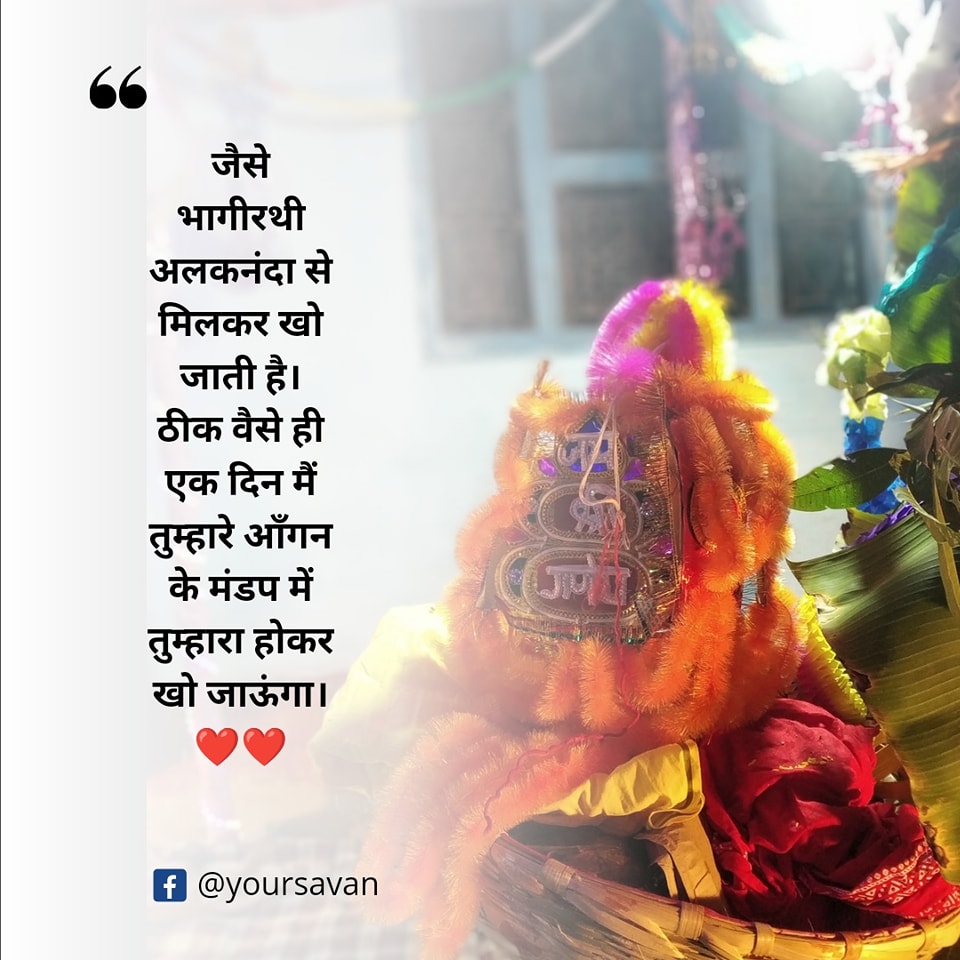 ❝
जैसे
भागीरथी
अलकनंदा से
मिलकर खो
जाती है।
ठीक वैसे ही
एक दिन मैं
तुम्हारे आँगन
के मंडप में
तुम्हारा होकर
खो जाऊंगा।
❤️❤️
@yoursavan
जय
श्री
गणेश